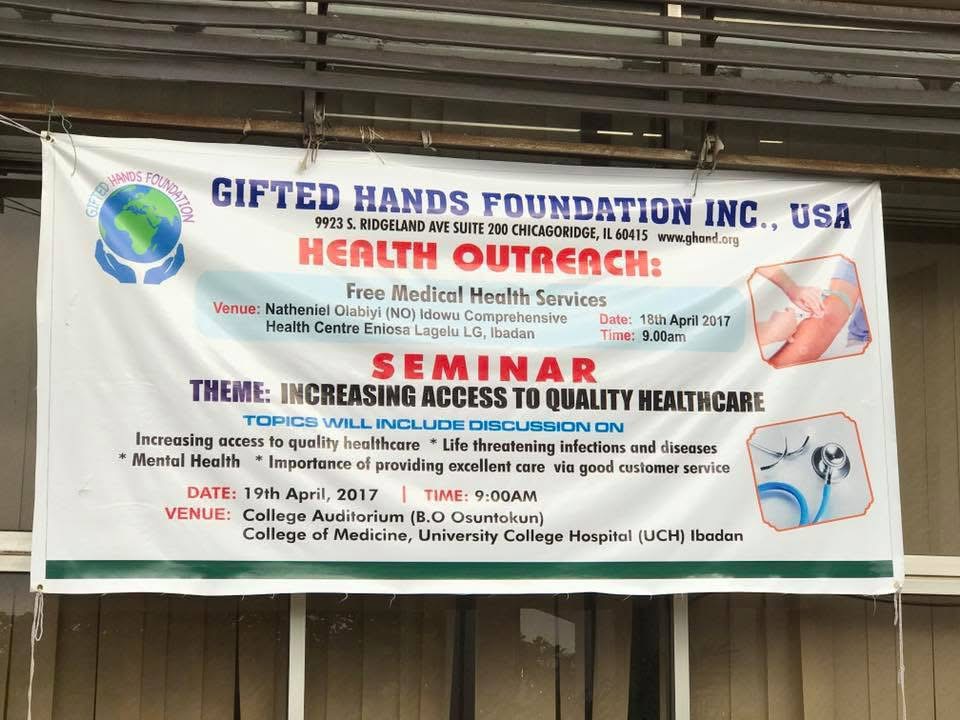 GIFTED HANDS FOUNDATION
GIFTED HANDS FOUNDATION INC., USA
9923 S. RIDGELAND AVE SUITE 200 CHICAGORIDGE, IL 60415 www.ghand.org
HEALTH OUTREACH:
Free Medical Health Services
Venue: Natheniel Olabiyi (NO) Idowu Comprehensive
Health Centre Eniosa Lagelu LG, Ibadan
Date: 18th April 2017
Time: 9.00am
SEMINAR
THEME: INCREASING ACCESS TO QUALITY HEALTHCARE
TOPICS WILL INCLUDE DISCUSSION ON
Increasing access to quality healthcare * Life threatening infections and diseases
* Mental Health * Importance of providing excellent care via good customer service
DATE: 19th April, 2017 | TIME: 9:00AM
VENUE: College Auditorium (B.O Osuntokun)
College of Medicine, University College Hospital (UCH) Ibadan